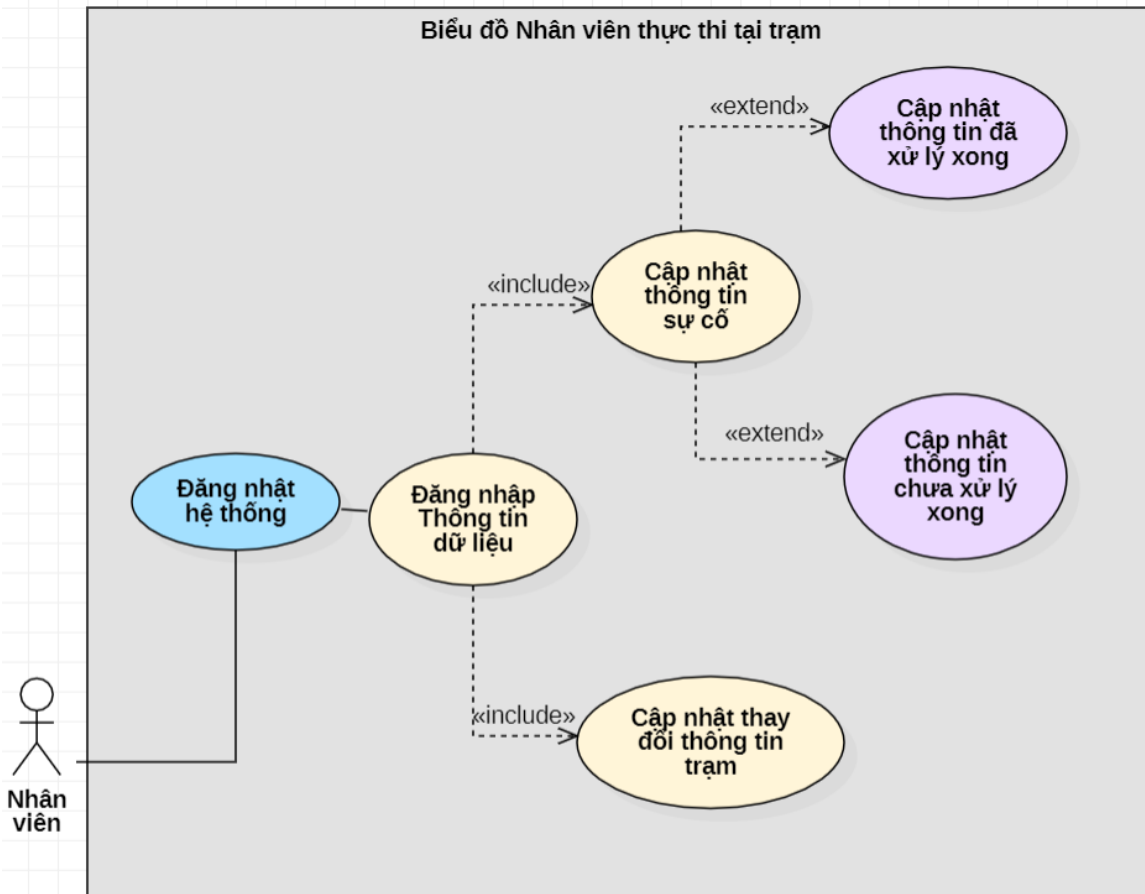 Biểu đồ Nhân viên thực thi tại trạm
«extend»
Cập nhật
thông tin đã
xử lý xong
«include»
Cập nhật
thông tin
sự cố
«extend»
Cập nhật
thông tin
chưa xử lý
xong
Đăng nhật
hệ thống
Đăng nhập
Thông tin
dữ liệu
«include»
Cập nhật thay
đổi thông tin
trạm
Nhân
viên